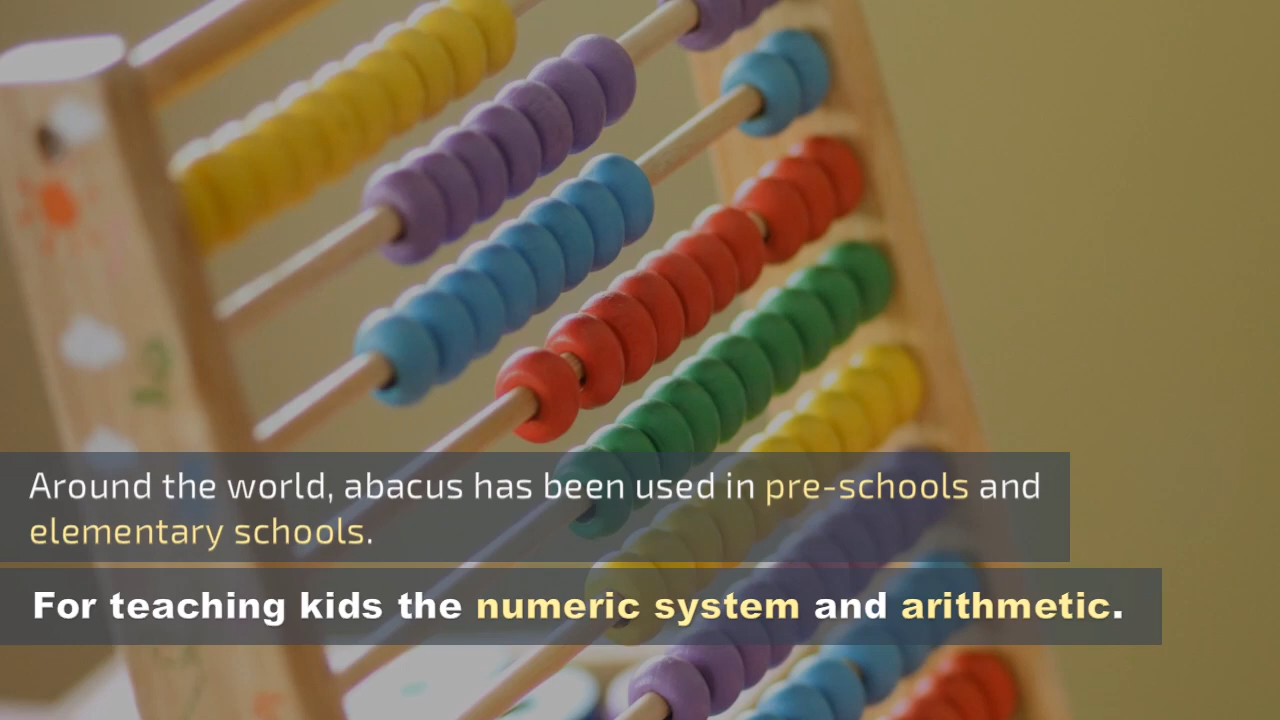 Around the world, abacus has been used in pre-schools and
elementary schools.
For teaching kids the numeric system and arithmetic.